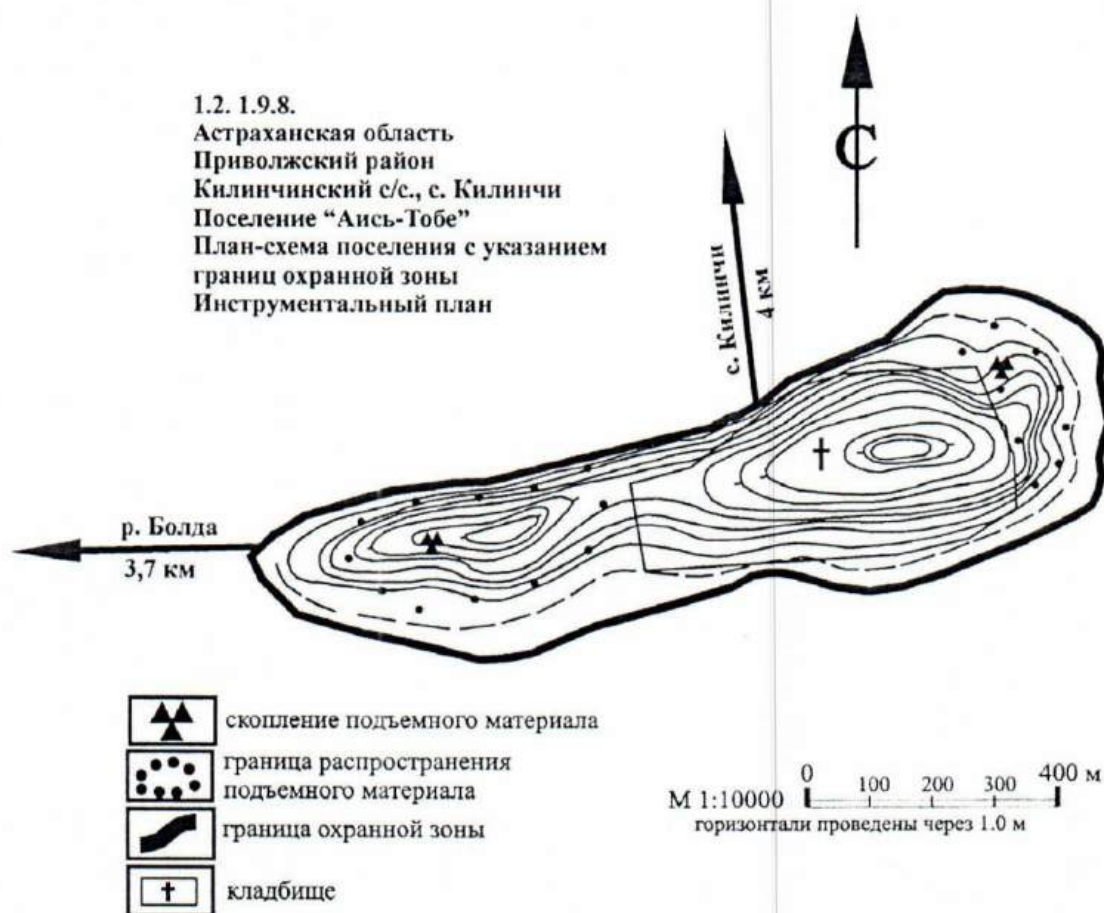 1.2. 1.9.8.
Астраханская область
Приволжский район
Килинчинский с/с., с. Килинчи
Поселение “Аись-Тобе”
План-схема поселения с указанием
границ охранной зоны
Инструментальный план
С
с. Килинчи
4 км
р. Болда
3,7 км
скопление подъемного материала
граница распространения
подъемного материала
граница охранной зоны
кладбище
М 1:10000
0 100 200 300 400 м
горизонтали проведены через 1.0 м